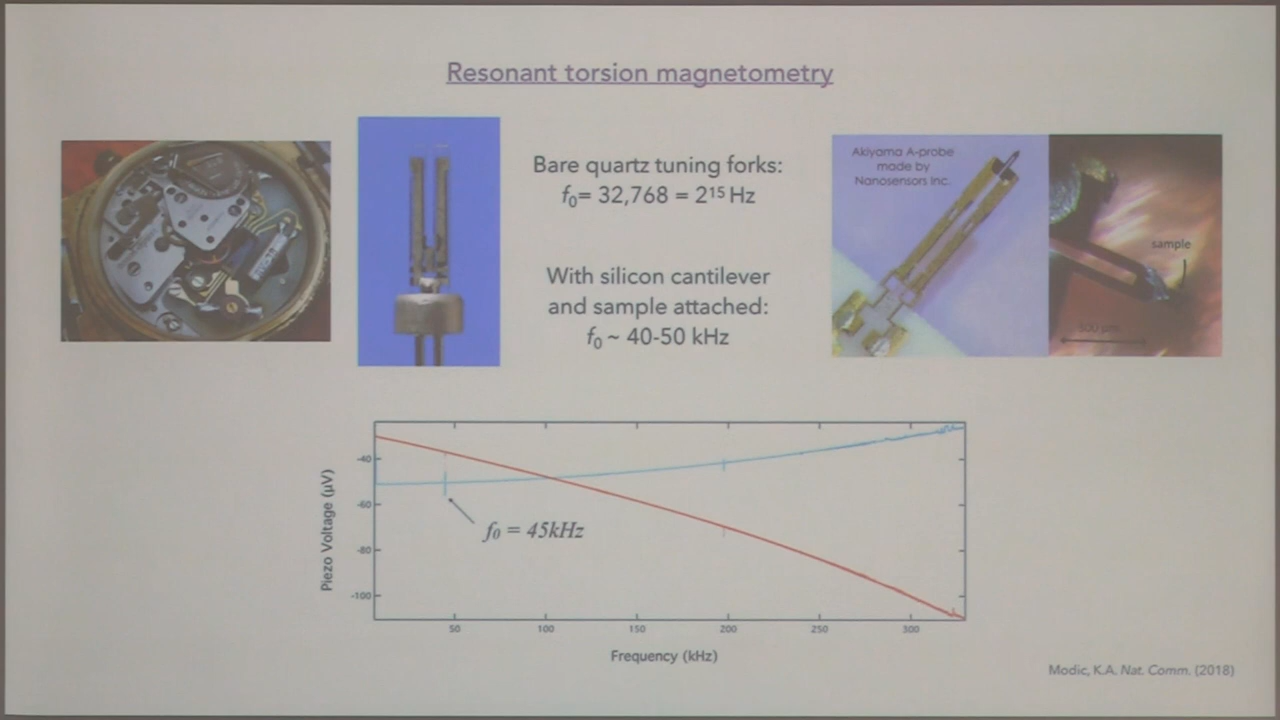 Resonant torsion magnetometry
Bare quartz tuning forks:
f₀= 32,768 = 2¹⁵ Hz
With silicon cantilever
and sample attached:
f₀ ~ 40-50 kHz
Akiyama A-probe
made by
Nanosensors Inc.
sample
500 µm
Piezo Voltage (µV)
-40
-60
-80
-100
f₀ = 45kHz
50
100
150
200
250
300
Frequency (kHz)
Modic, K.A. Nat. Comm. (2018)